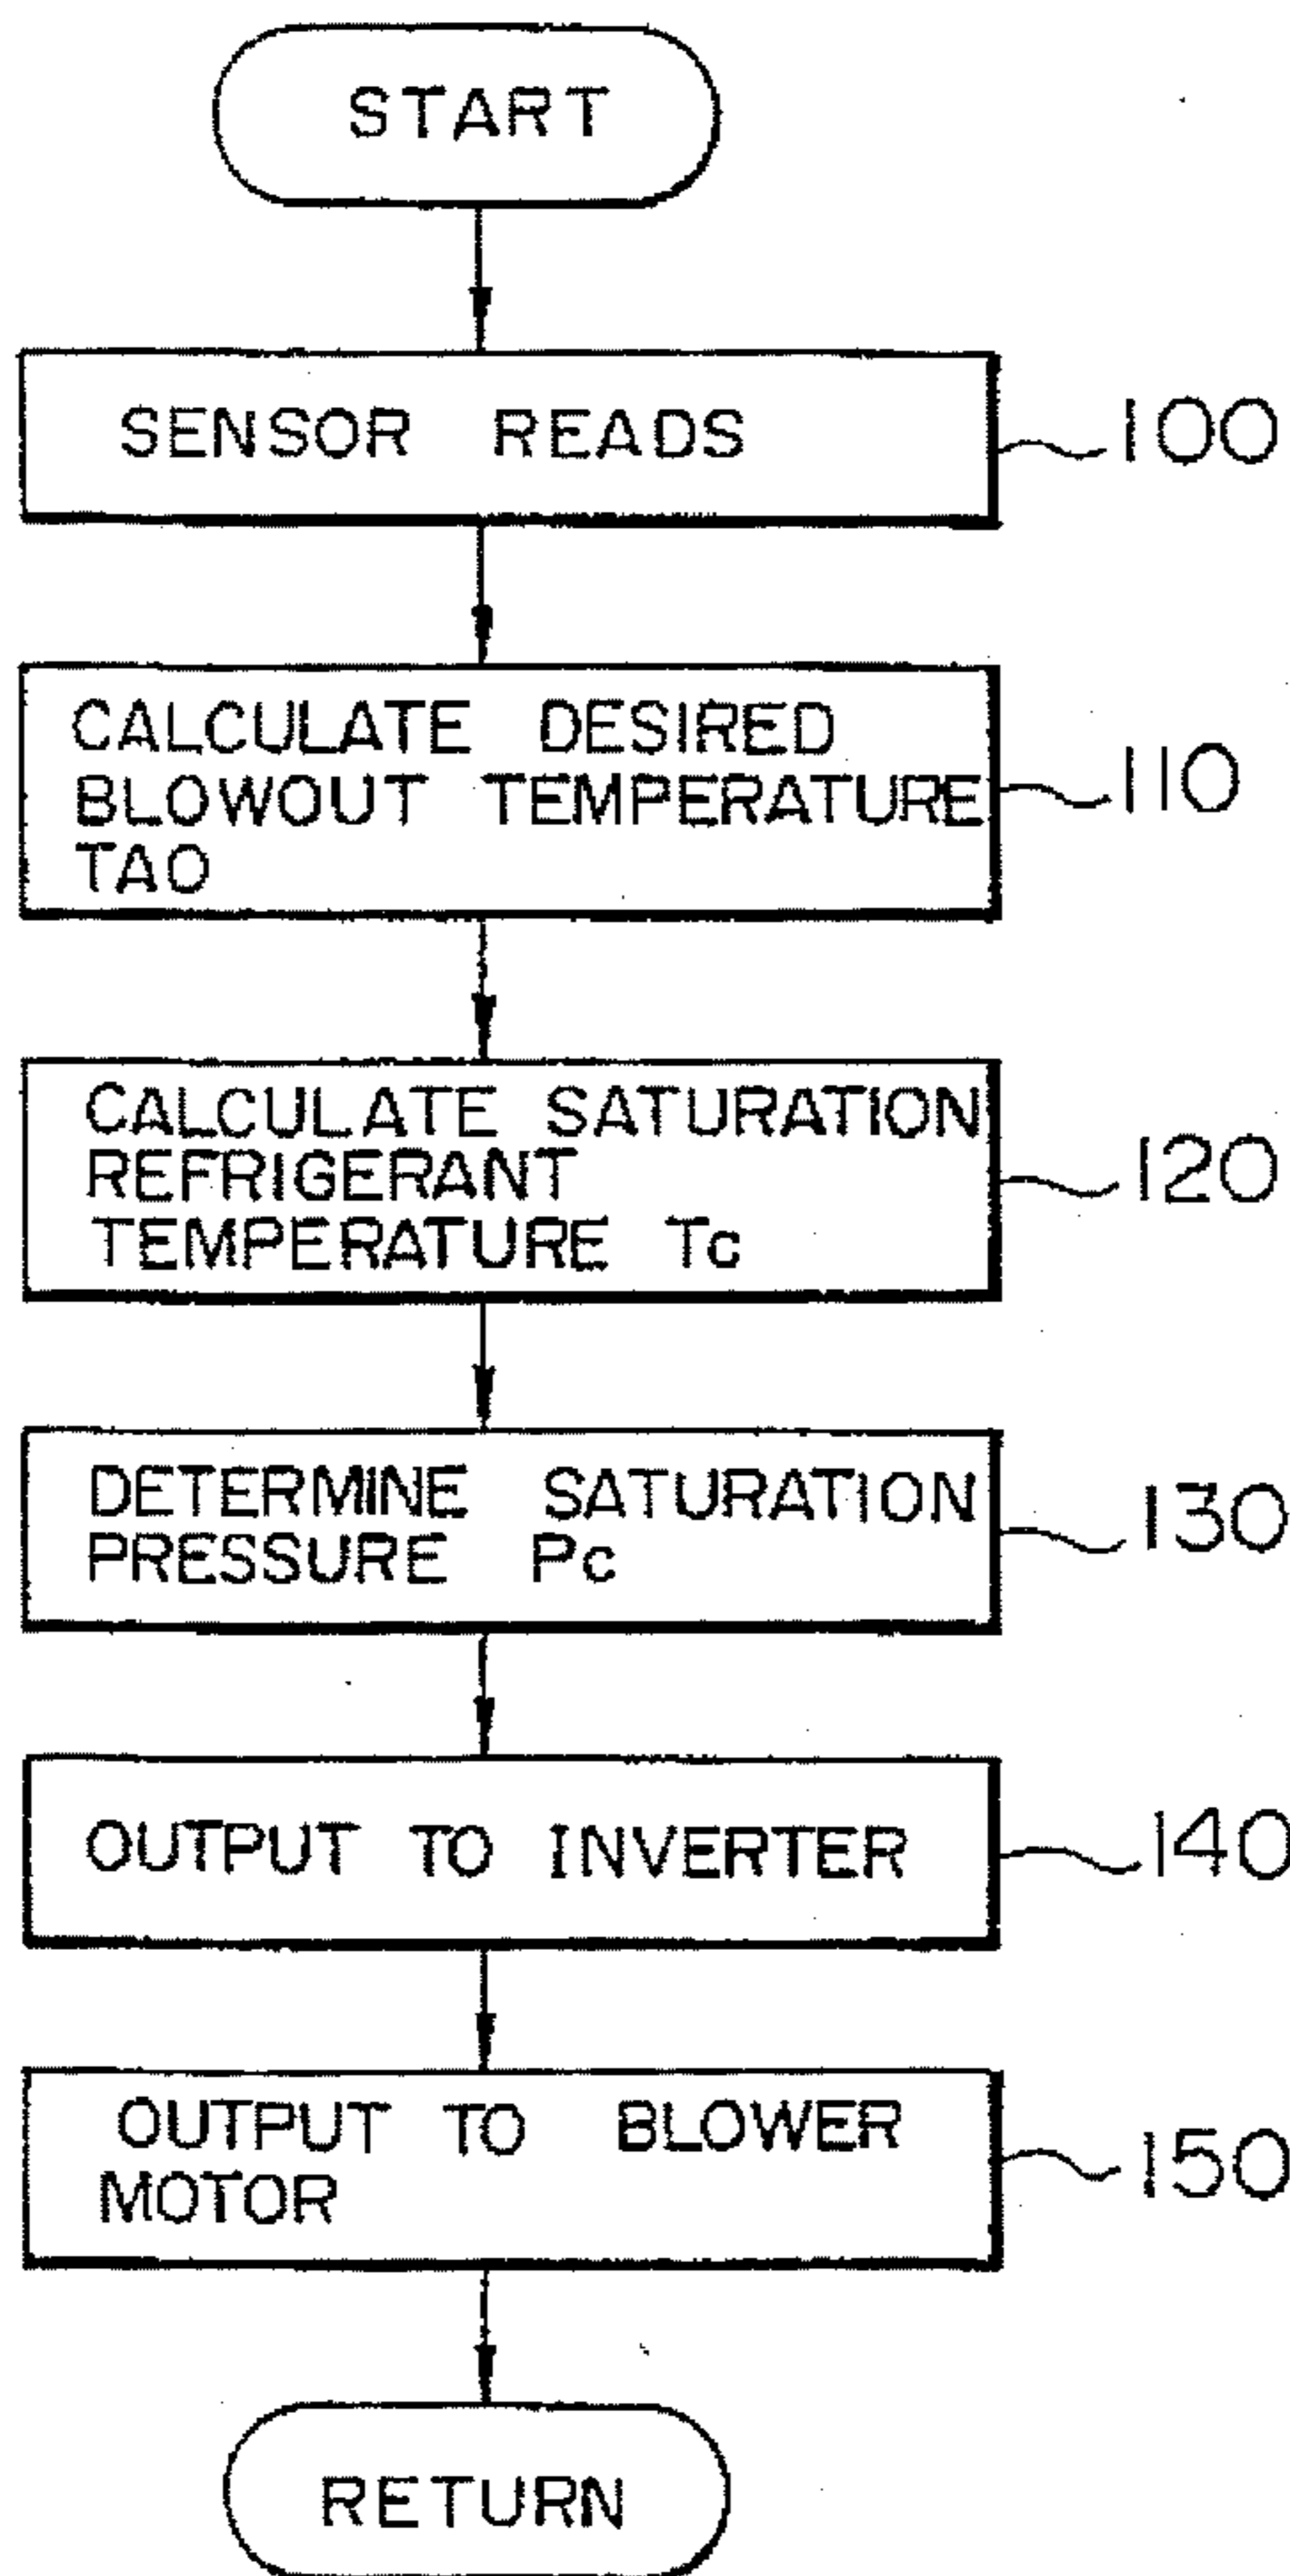 START
SENSOR READS
100
CALCULATE DESIRED
BLOWOUT TEMPERATURE
TAO
110
CALCULATE SATURATION
REFRIGERANT
TEMPERATURE Tc
120
DETERMINE SATURATION
PRESSURE Pc
130
OUTPUT TO INVERTER
140
OUTPUT TO BLOWER
MOTOR
150
RETURN